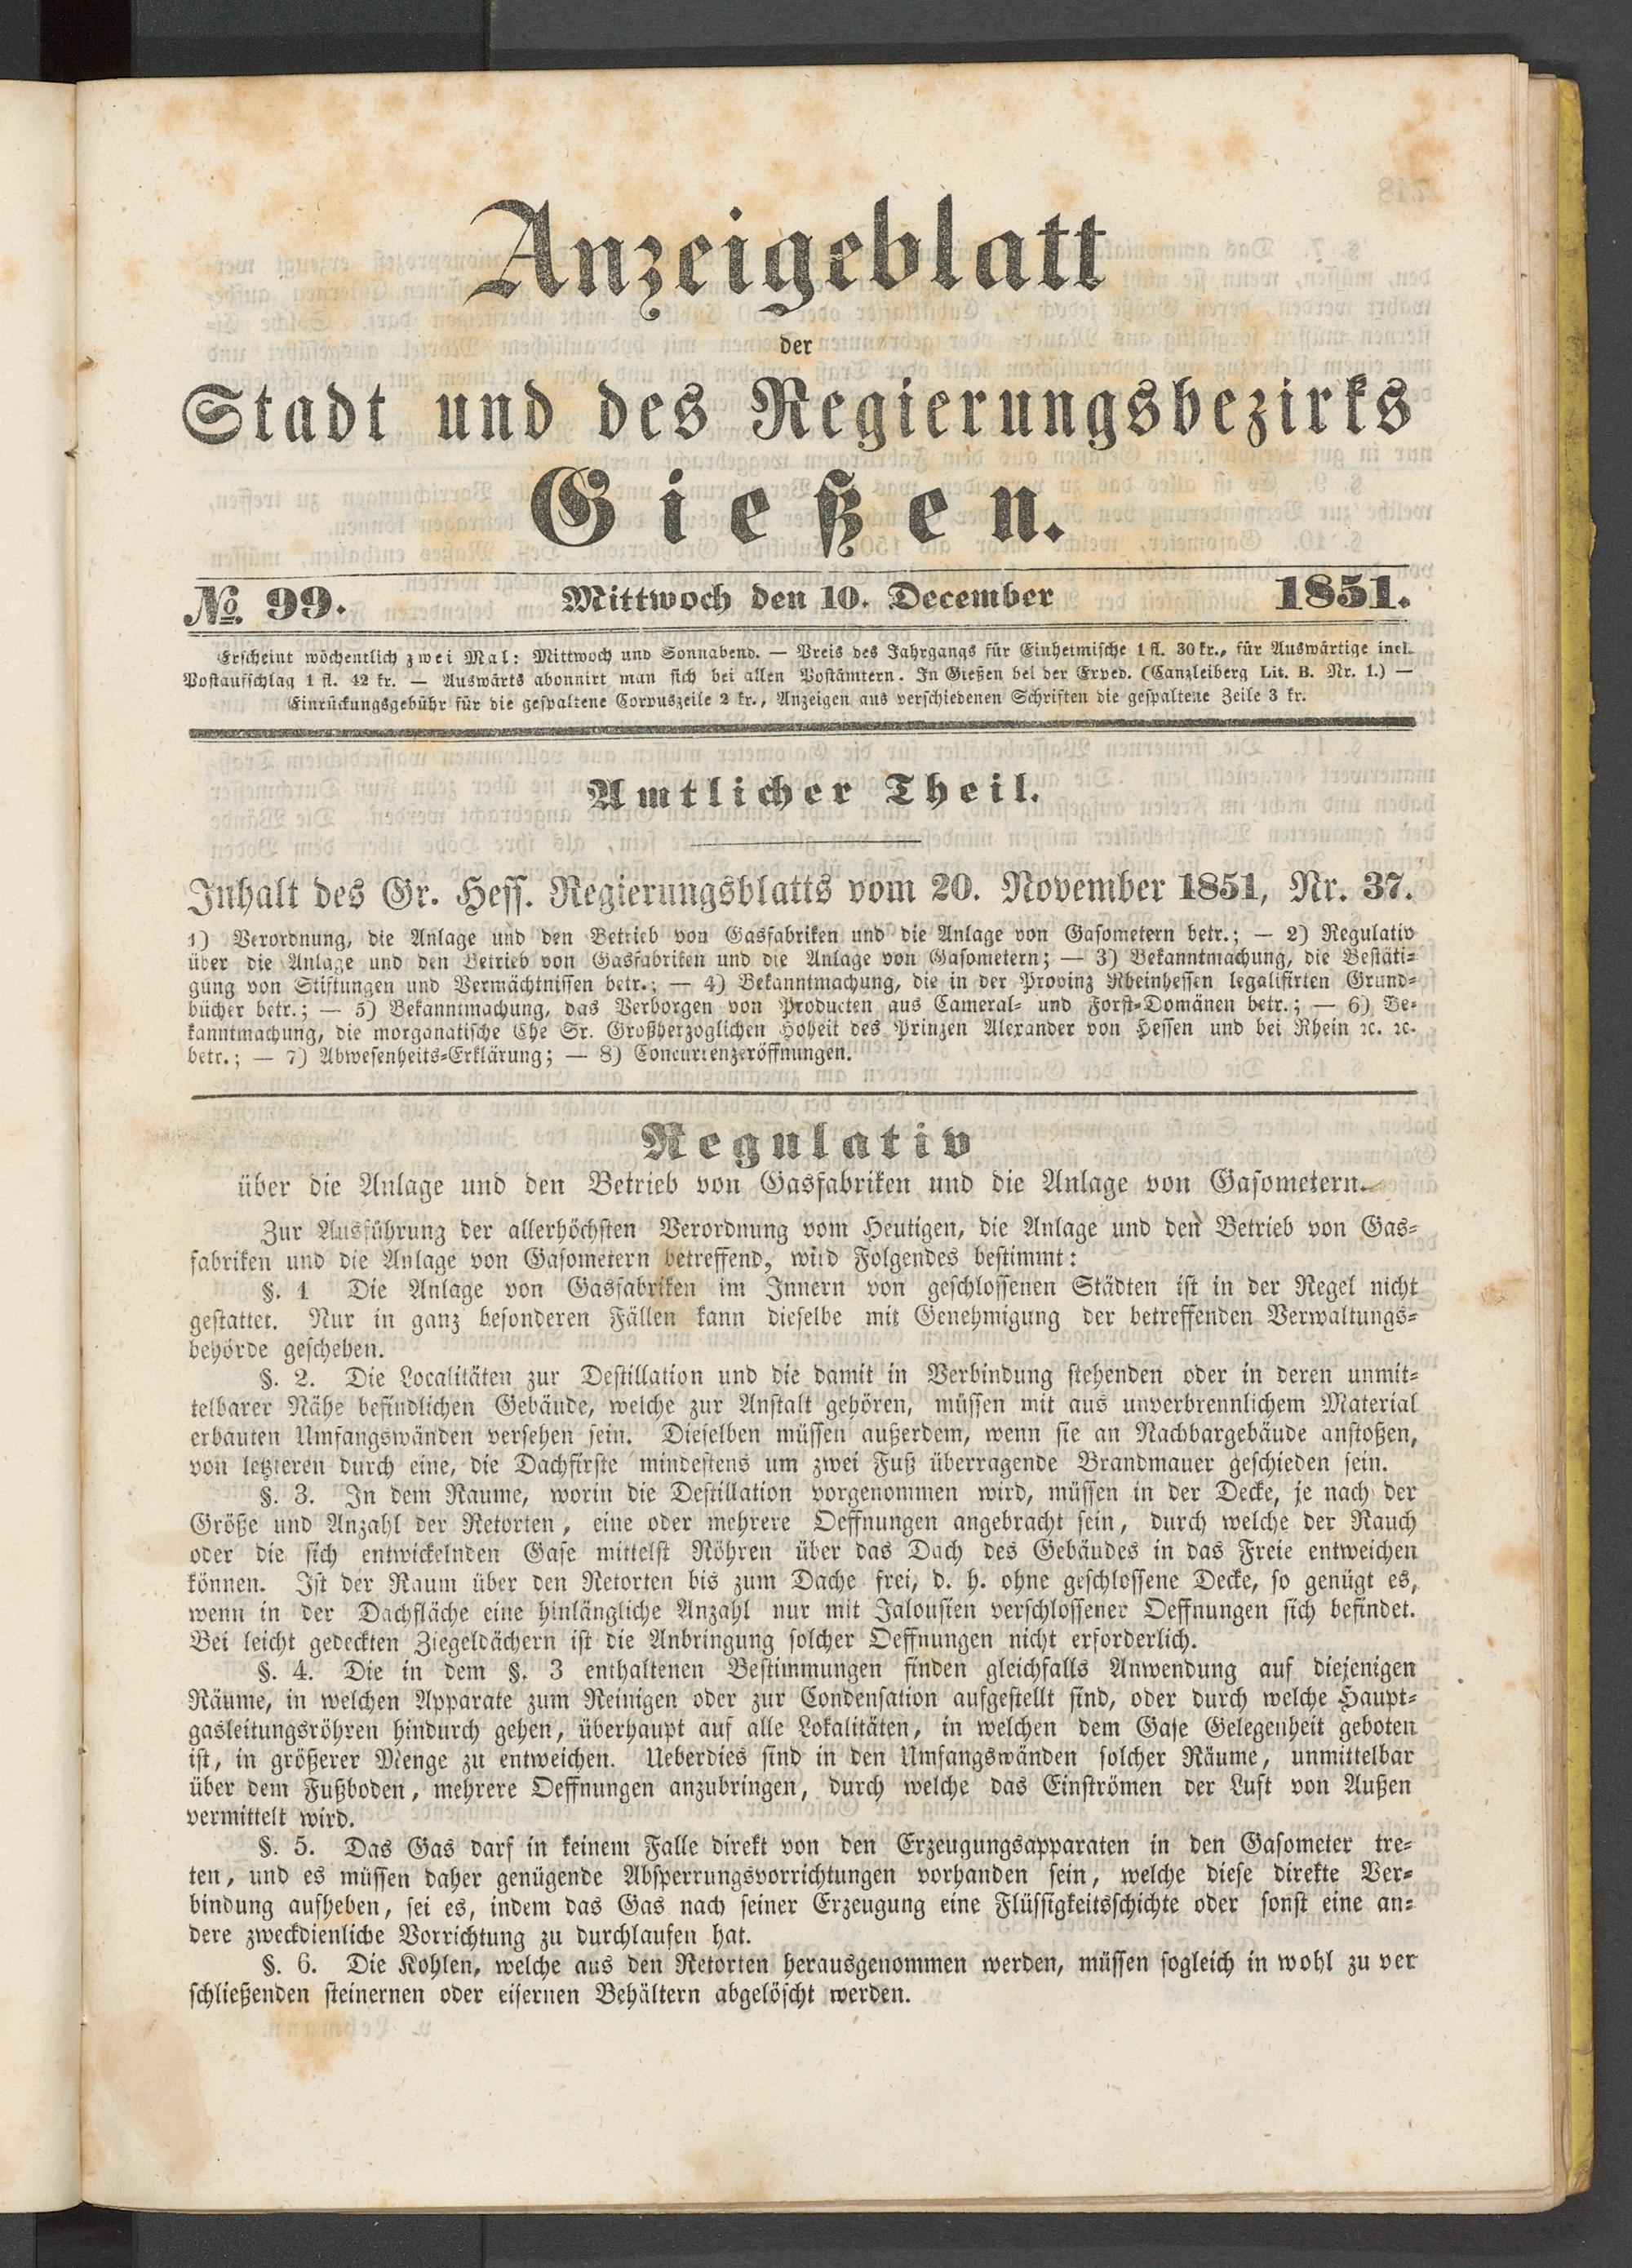 Anzeigeblatt
der
Stadt und des Regierungsbezirks
Gießen.
№ 99. Mittwoch den 10. December 1851.
Erscheint wöchentlich zwei Mal: Mittwoch und Sonnabend. — Preis des Jahrgangs für Einheimische 1 fl. 30 kr., für Auswärtige incl.
Postaufschlag 1 fl. 42 kr. — Auswärts abonnirt man sich bei allen Postämtern. In Gießen bei der Exped. (Canzleiberg Lit. B. Nr. 1.) —
Einrückungsgebühr für die gespaltene Corpuszeile 2 kr., Anzeigen aus verschiedenen Schriften die gespaltene Zeile 3 kr.
Amtlicher Theil.
Inhalt des Gr. Hess. Regierungsblatts vom 20. November 1851, Nr. 37.
1) Verordnung, die Anlage und den Betrieb von Gasfabriken und die Anlage von Gasometern betr.; — 2) Regulativ
über die Anlage und den Betrieb von Gasfabriken und die Anlage von Gasometern; — 3) Bekanntmachung, die Bestäti-
gung von Stiftungen und Vermächtnissen betr.; — 4) Bekanntmachung, die in der Provinz Rheinhessen legalisirten Grund-
bücher betr.; — 5) Bekanntmachung, das Verborgen von Producten aus Cameral- und Forst-Domänen betr.; — 6) Be-
kanntmachung, die morganatische Ehe Sr. Großherzoglichen Hoheit des Prinzen Alexander von Hessen und bei Rhein ꝛc. ꝛc.
betr.; — 7) Abwesenheits-Erklärung; — 8) Concurrenzeröffnungen.
Regulativ
über die Anlage und den Betrieb von Gasfabriken und die Anlage von Gasometern.
Zur Ausführung der allerhöchsten Verordnung vom Heutigen, die Anlage und den Betrieb von Gas-
fabriken und die Anlage von Gasometern betreffend, wird Folgendes bestimmt:
§. 1 Die Anlage von Gasfabriken im Innern von geschlossenen Städten ist in der Regel nicht
gestattet. Nur in ganz besonderen Fällen kann dieselbe mit Genehmigung der betreffenden Verwaltungs-
behörde geschehen.
§. 2. Die Localitäten zur Destillation und die damit in Verbindung stehenden oder in deren unmit-
telbarer Nähe befindlichen Gebäude, welche zur Anstalt gehören, müssen mit aus unverbrennlichem Material
erbauten Umfangswänden versehen sein. Dieselben müssen außerdem, wenn sie an Nachbargebäude anstoßen,
von letzteren durch eine, die Dachfirste mindestens um zwei Fuß überragende Brandmauer geschieden sein.
§. 3. In dem Raume, worin die Destillation vorgenommen wird, müssen in der Decke, je nach der
Größe und Anzahl der Retorten, eine oder mehrere Oeffnungen angebracht sein, durch welche der Rauch
oder die sich entwickelnden Gase mittelst Röhren über das Dach des Gebäudes in das Freie entweichen
können. Ist der Raum über den Retorten bis zum Dache frei, d. h. ohne geschlossene Decke, so genügt es,
wenn in der Dachfläche eine hinlängliche Anzahl nur mit Jalousien verschlossener Oeffnungen sich befindet.
Bei leicht gedeckten Ziegeldächern ist die Anbringung solcher Oeffnungen nicht erforderlich.
§. 4. Die in dem §. 3 enthaltenen Bestimmungen finden gleichfalls Anwendung auf diejenigen
Räume, in welchen Apparate zum Reinigen oder zur Condensation aufgestellt sind, oder durch welche Haupt-
gasleitungsröhren hindurch gehen, überhaupt auf alle Lokalitäten, in welchen dem Gase Gelegenheit geboten
ist, in größerer Menge zu entweichen. Ueberdies sind in den Umfangswänden solcher Räume, unmittelbar
über dem Fußboden, mehrere Oeffnungen anzubringen, durch welche das Einströmen der Luft von Außen
vermittelt wird.
§. 5. Das Gas darf in keinem Falle direkt von den Erzeugungsapparaten in den Gasometer tre-
ten, und es müssen daher genügende Absperrungsvorrichtungen vorhanden sein, welche diese direkte Ver-
bindung aufheben, sei es, indem das Gas nach seiner Erzeugung eine Flüssigkeitsschichte oder sonst eine an-
dere zweckdienliche Vorrichtung zu durchlaufen hat.
§. 6. Die Kohlen, welche aus den Retorten herausgenommen werden, müssen sogleich in wohl zu ver
schließenden steinernen oder eisernen Behältern abgelöscht werden.